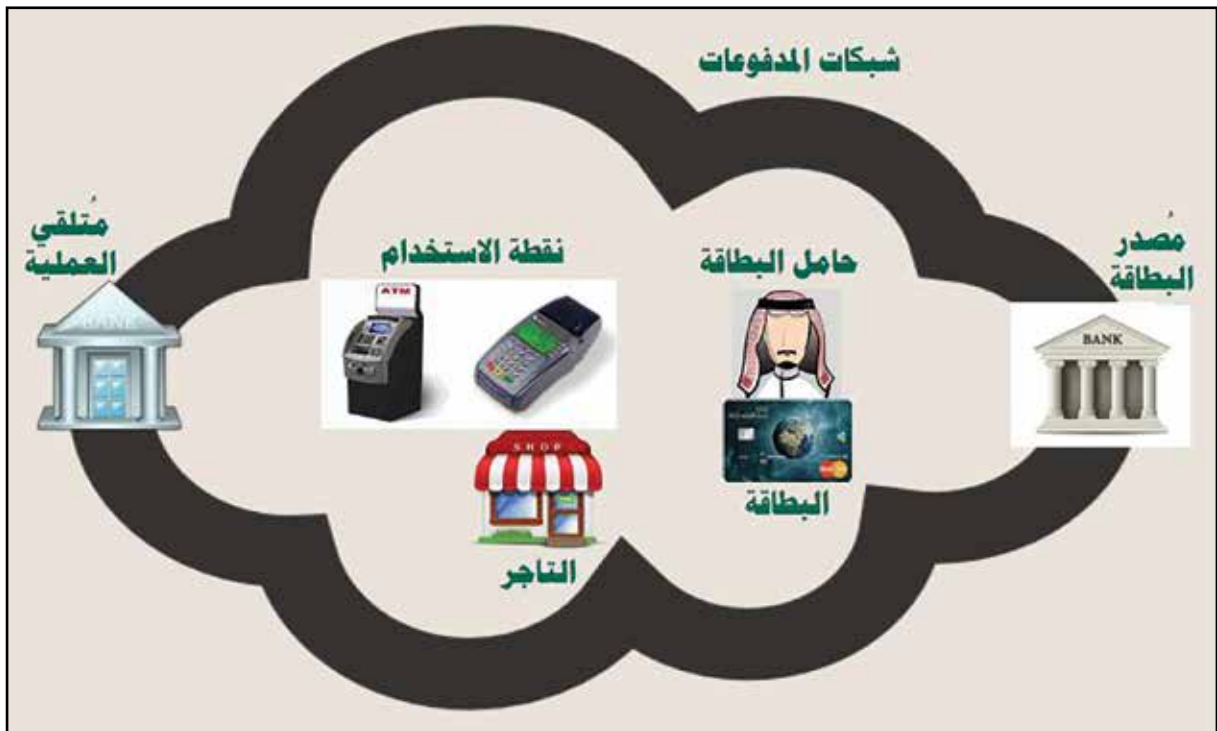 شبكات المدفوعات
مُصدر
البطاقة
حامل البطاقة
نقطة الاستخدام
مُتلقي
العملية
ATM
BANK
SHOP
البطاقة
التاجر